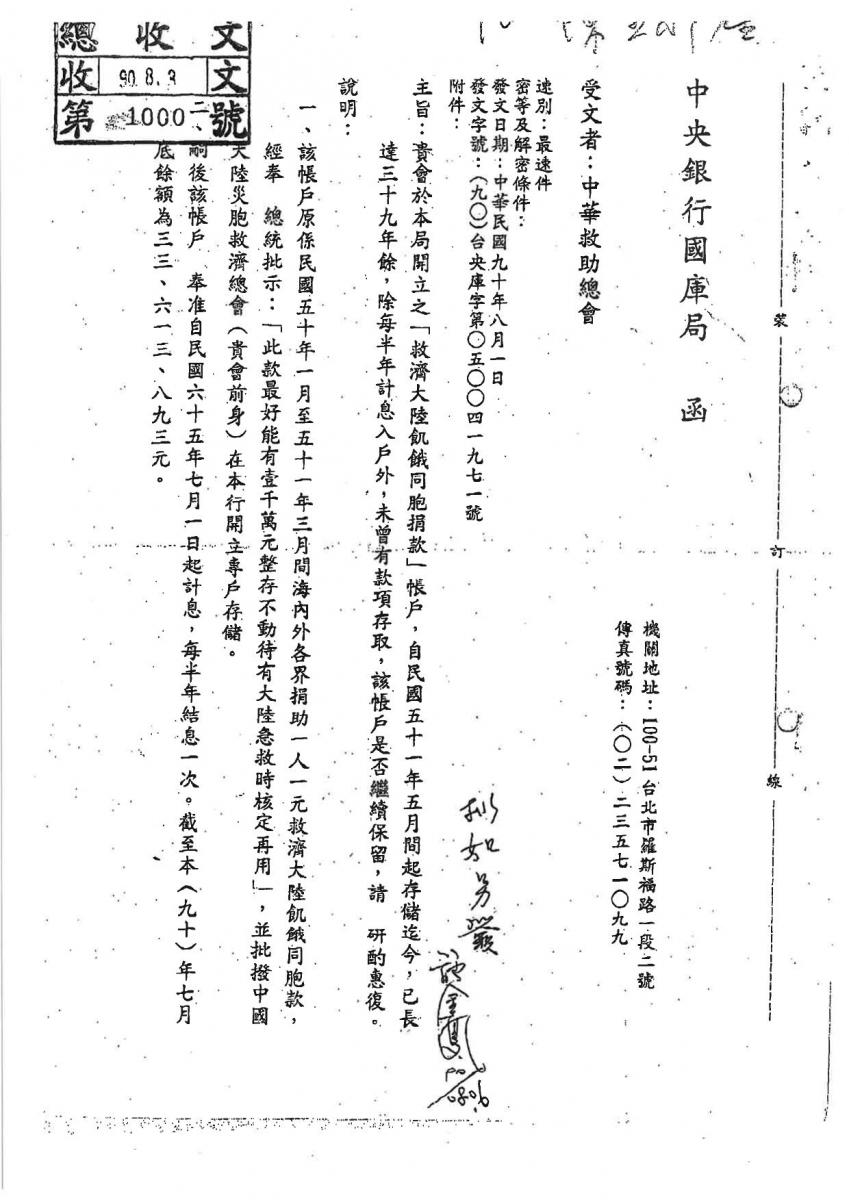 中央銀行國庫局　函
機關地址：100-51台北市羅斯福路一段二號
傳真號碼：（〇二）二三五七一〇九九
受文者：中華救助總會
速別：最速件
密等及解密條件：
發文日期：中華民國九十年八月一日
發文字號：（九〇）台央庫字第〇五〇〇四一九七一號
附件：
主旨：貴會於本局開立之「救濟大陸飢餓同胞捐款」帳戶，自民國五十一年五月間起存儲迄今，已長
達三十九年餘，除每半年計息入戶外，未曾有款項存取，該帳戶是否繼續保留，請　研酌惠復。
說明：
一、該帳戶原係民國五十年一月至五十一年三月間海內外各界捐助一人一元救濟大陸飢餓同胞款，
經奉　總統批示：「此款最好能有壹千萬元整存不動待有大陸急救時核定再用」，並批撥中國
大陸災胞救濟總會（貴會前身）在本行開立專戶存儲。
二、嗣後該帳戶　奉准自民國六十五年七月一日起計息，每半年結息一次。截至本（九十）年七月
底餘額為三三、六一三、八九三元。
總收文
收 90.8.3 文
第 1000 號
裝
訂
線
擬如另簽